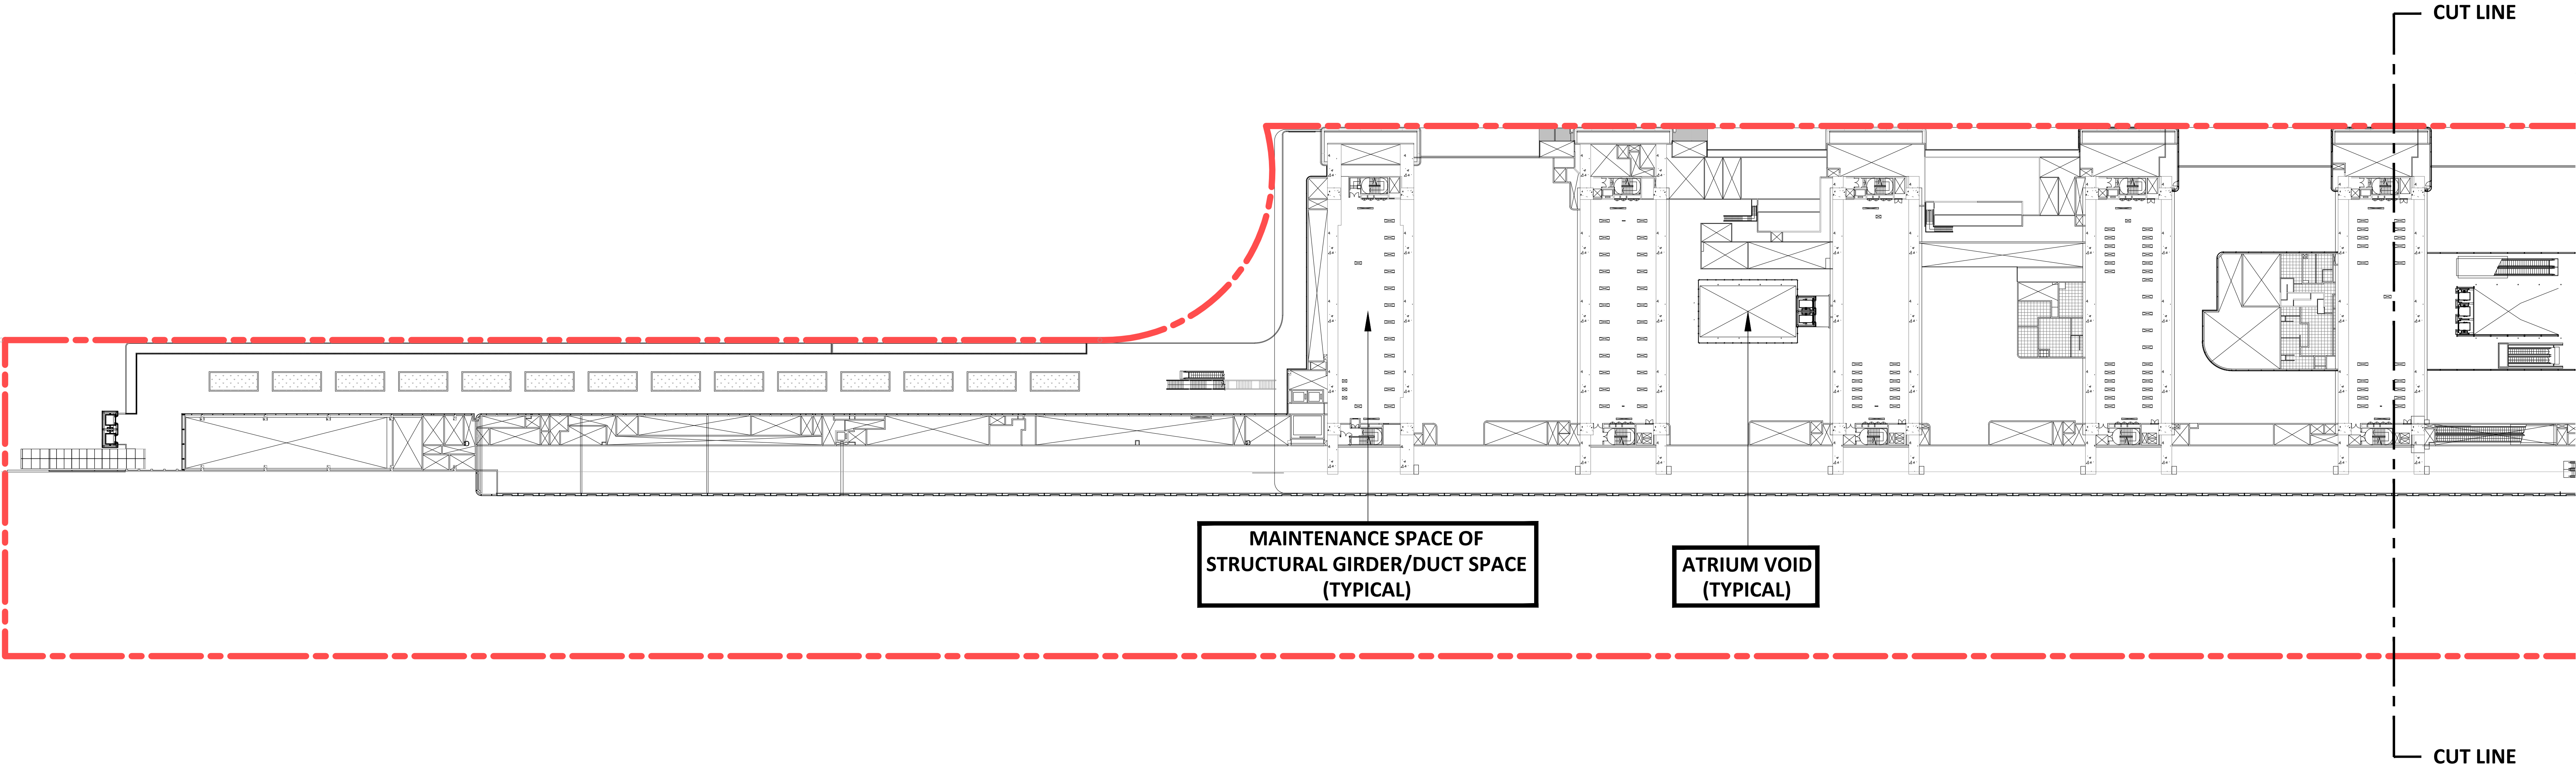 CUT LINE
MAINTENANCE SPACE OF
STRUCTURAL GIRDER/DUCT SPACE
(TYPICAL)
ATRIUM VOID
(TYPICAL)
CUT LINE